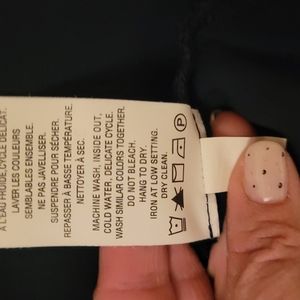 À L'EAU FROIDE, CYCLE DÉLICAT.
LAVER LES COULEURS
SEMBLABLES ENSEMBLE.
NE PAS JAVELLISER.
SUSPENDRE POUR SÉCHER.
REPASSER À BASSE TEMPÉRATURE.
NETTOYER À SEC.
MACHINE WASH, INSIDE OUT,
COLD WATER, DELICATE CYCLE.
WASH SIMILAR COLORS TOGETHER.
DO NOT BLEACH.
HANG TO DRY.
IRON AT LOW SETTING.
DRY CLEAN.
P